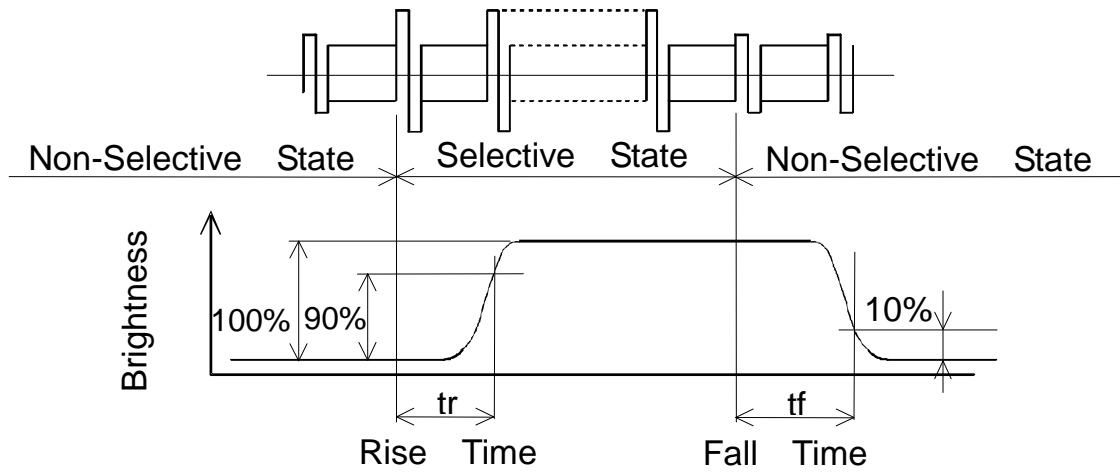 Non-Selective State Selective State Non-Selective State
Brightness
100% 90% 10%
tr tf
Rise Time Fall Time